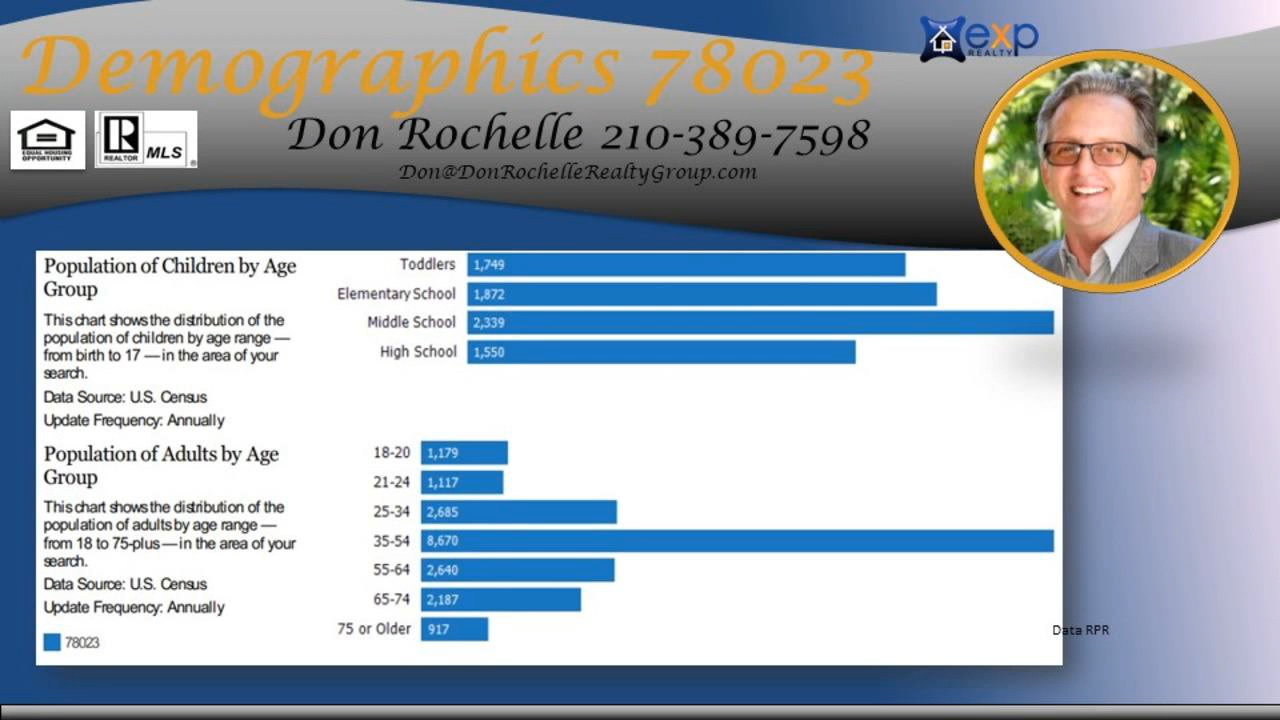 Demographics 78023
exp
REALTY
EQUAL HOUSING
OPPORTUNITY
REALTOR
MLS
®
Don Rochelle 210-389-7598
Don@DonRochelleRealtyGroup.com
Population of Children by Age
Group
This chart shows the distribution of the
population of children by age range —
from birth to 17 — in the area of your
search.
Data Source: U.S. Census
Update Frequency: Annually
Toddlers 1,749
Elementary School 1,872
Middle School 2,339
High School 1,550
Population of Adults by Age
Group
This chart shows the distribution of the
population of adults by age range —
from 18 to 75-plus — in the area of your
search.
Data Source: U.S. Census
Update Frequency: Annually
78023
18-20 1,179
21-24 1,117
25-34 2,685
35-54 8,670
55-64 2,640
65-74 2,187
75 or Older 917
Data RPR